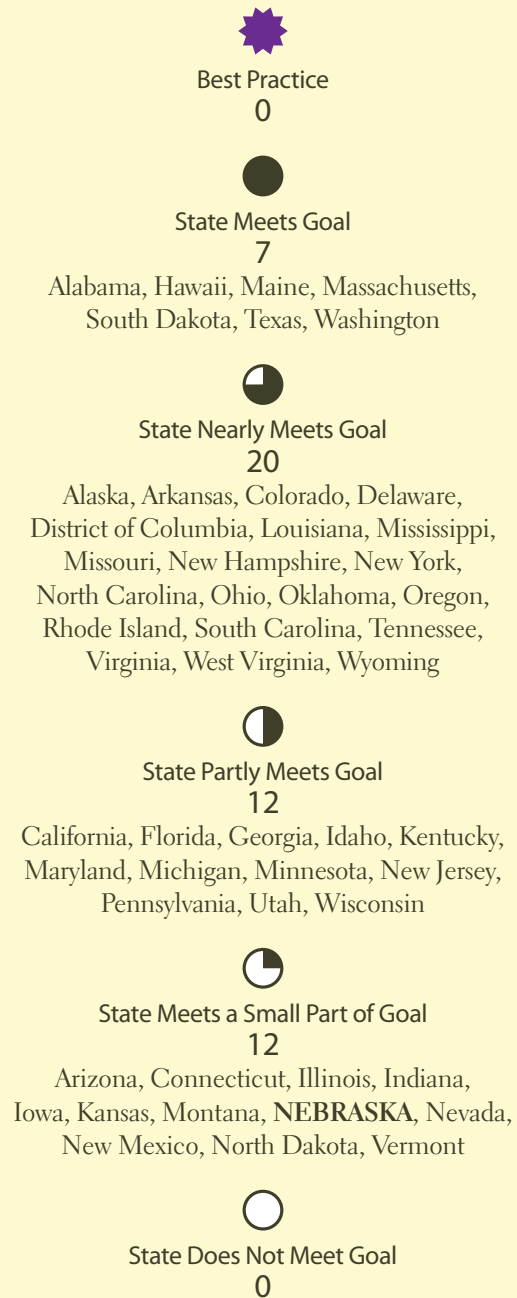 Best Practice
0
State Meets Goal
7
Alabama, Hawaii, Maine, Massachusetts,
South Dakota, Texas, Washington
State Nearly Meets Goal
20
Alaska, Arkansas, Colorado, Delaware,
District of Columbia, Louisiana, Mississippi,
Missouri, New Hampshire, New York,
North Carolina, Ohio, Oklahoma, Oregon,
Rhode Island, South Carolina, Tennessee,
Virginia, West Virginia, Wyoming
State Partly Meets Goal
12
California, Florida, Georgia, Idaho, Kentucky,
Maryland, Michigan, Minnesota, New Jersey,
Pennsylvania, Utah, Wisconsin
State Meets a Small Part of Goal
12
Arizona, Connecticut, Illinois, Indiana,
Iowa, Kansas, Montana, NEBRASKA, Nevada,
New Mexico, North Dakota, Vermont
State Does Not Meet Goal
0